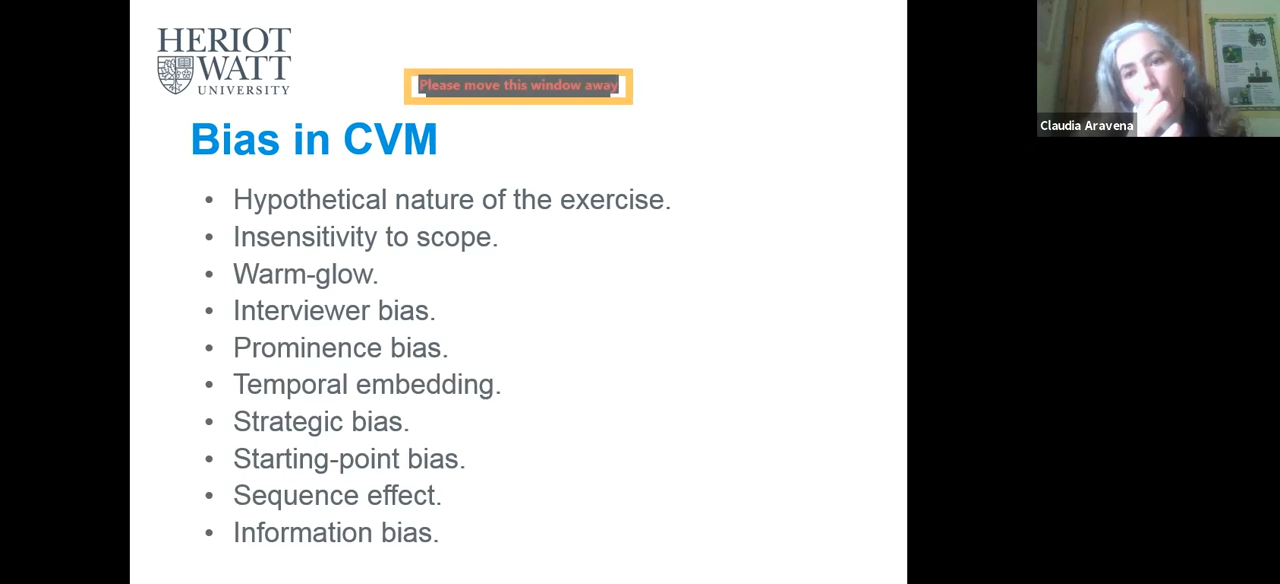 HERIOT
WATT
UNIVERSITY
Please move this window away
Claudia Aravena
Bias in CVM
• Hypothetical nature of the exercise.
• Insensitivity to scope.
• Warm-glow.
• Interviewer bias.
• Prominence bias.
• Temporal embedding.
• Strategic bias.
• Starting-point bias.
• Sequence effect.
• Information bias.